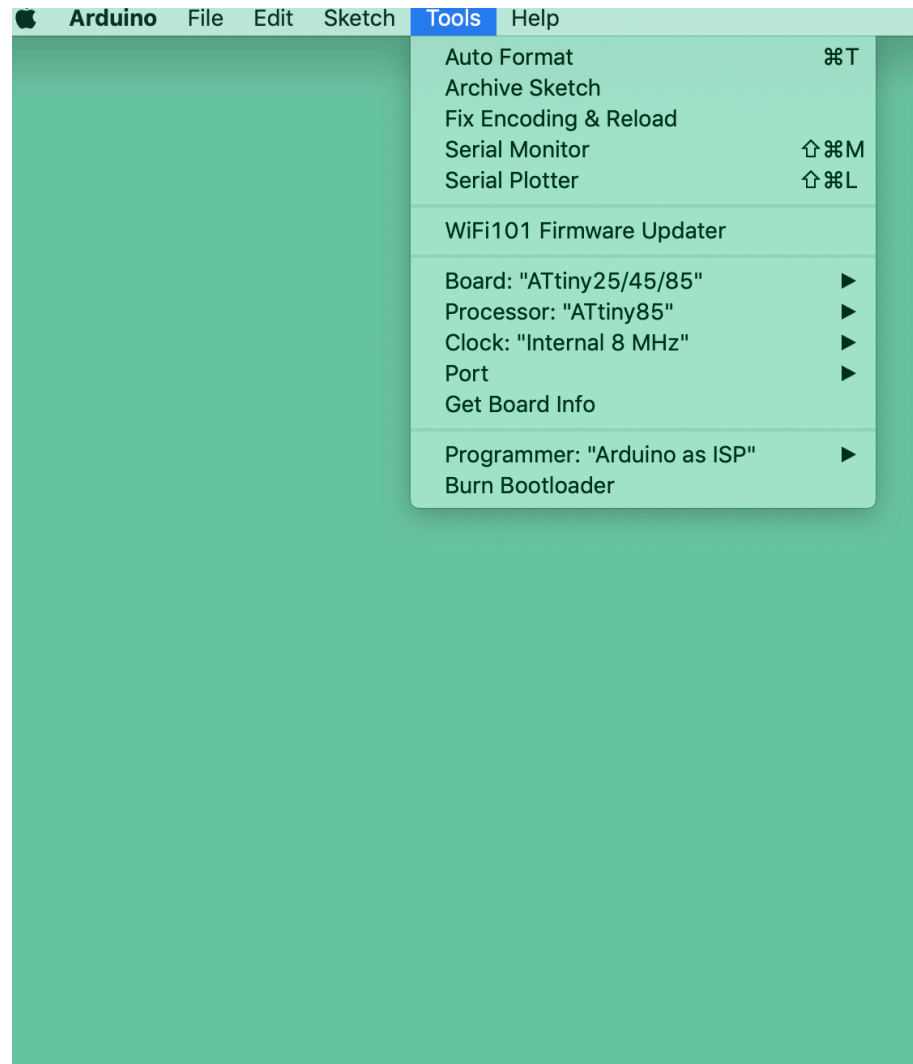 Arduino File Edit Sketch Tools Help
Auto Format ⌘T
Archive Sketch
Fix Encoding & Reload
Serial Monitor ⇧⌘M
Serial Plotter ⇧⌘L
WiFi101 Firmware Updater
Board: "ATtiny25/45/85" ▶
Processor: "ATtiny85" ▶
Clock: "Internal 8 MHz" ▶
Port ▶
Get Board Info
Programmer: "Arduino as ISP" ▶
Burn Bootloader